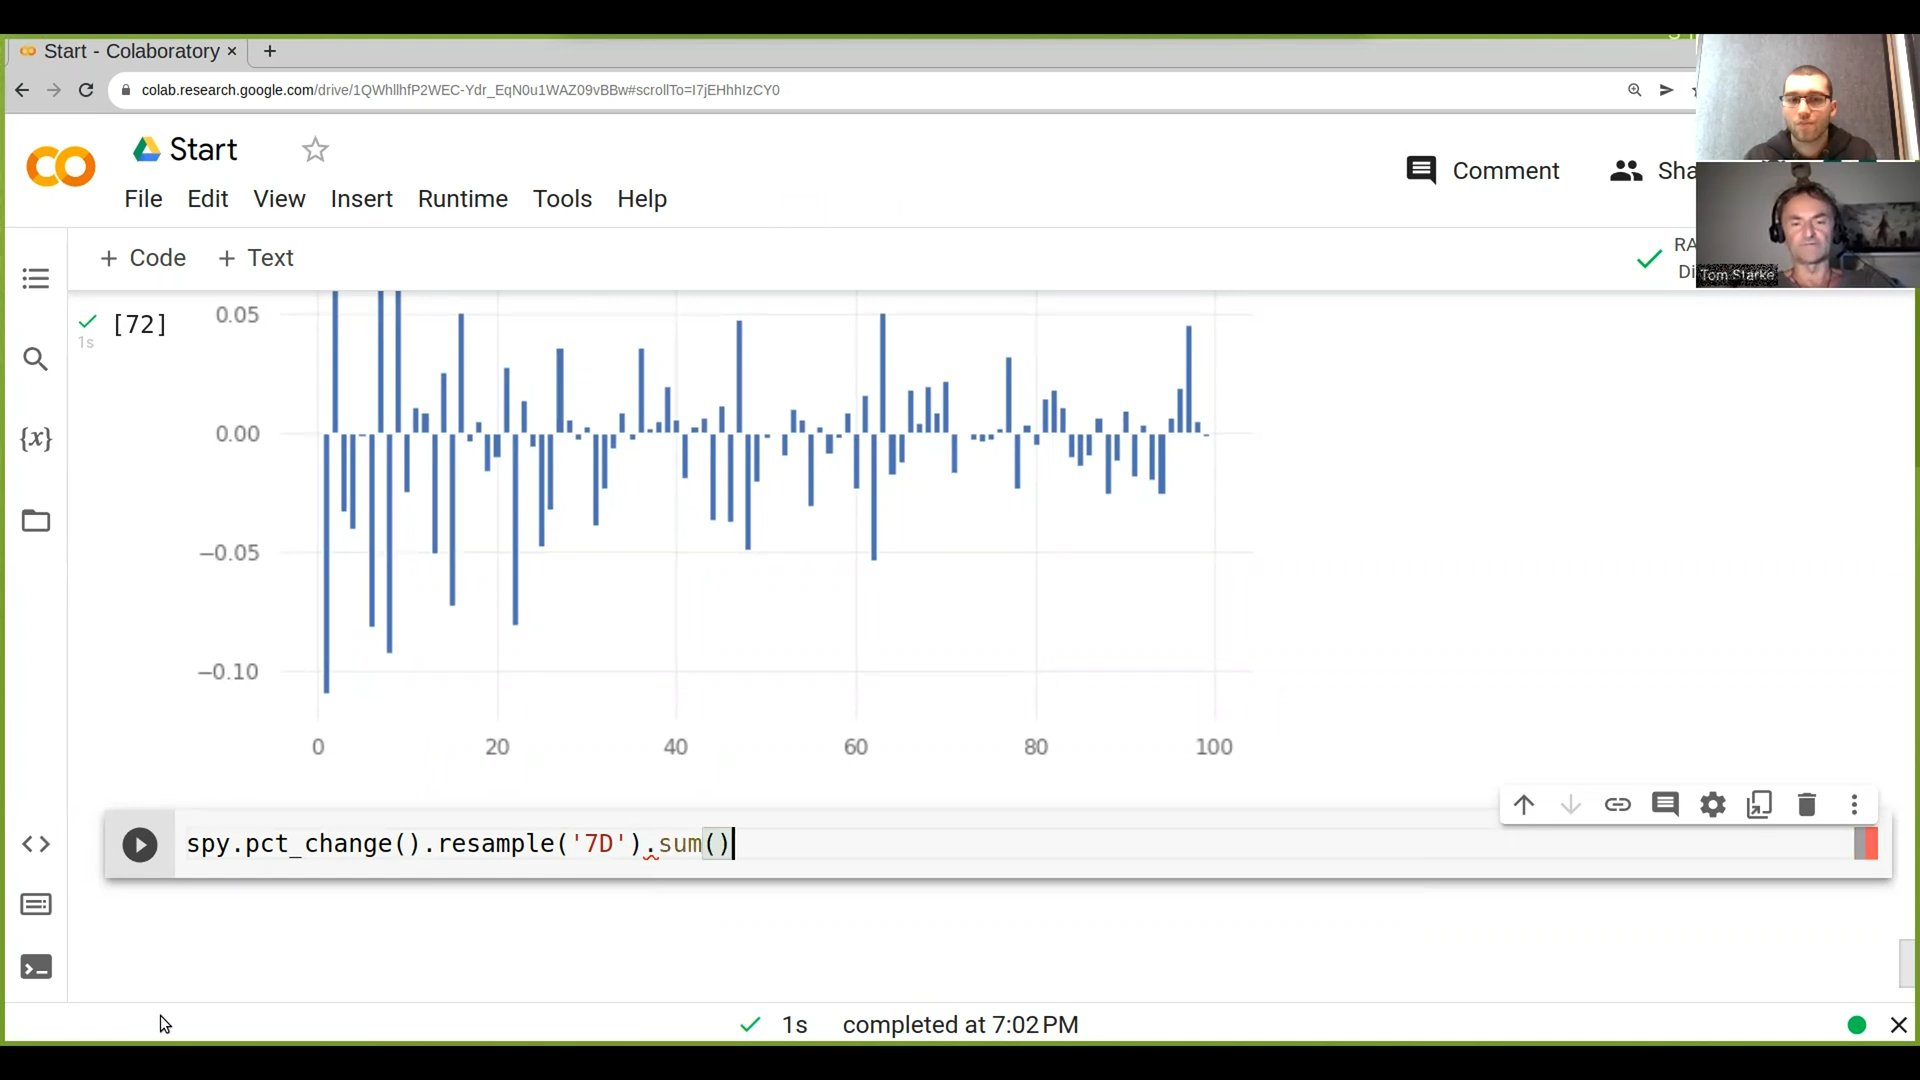 Start - Colaboratory
colab.research.google.com/drive/1QWhllhfP2WEC-Ydr_EqN0u1WAZ09vBBw#scrollTo=I7jEHhhIzCY0
Start
Comment
Sha
File Edit View Insert Runtime Tools Help
+ Code + Text
RA
Di
Tom Starke
[72]
1s
0.05
0.00
−0.05
−0.10
0 20 40 60 80 100
spy.pct_change().resample('7D').sum()
1s completed at 7:02 PM